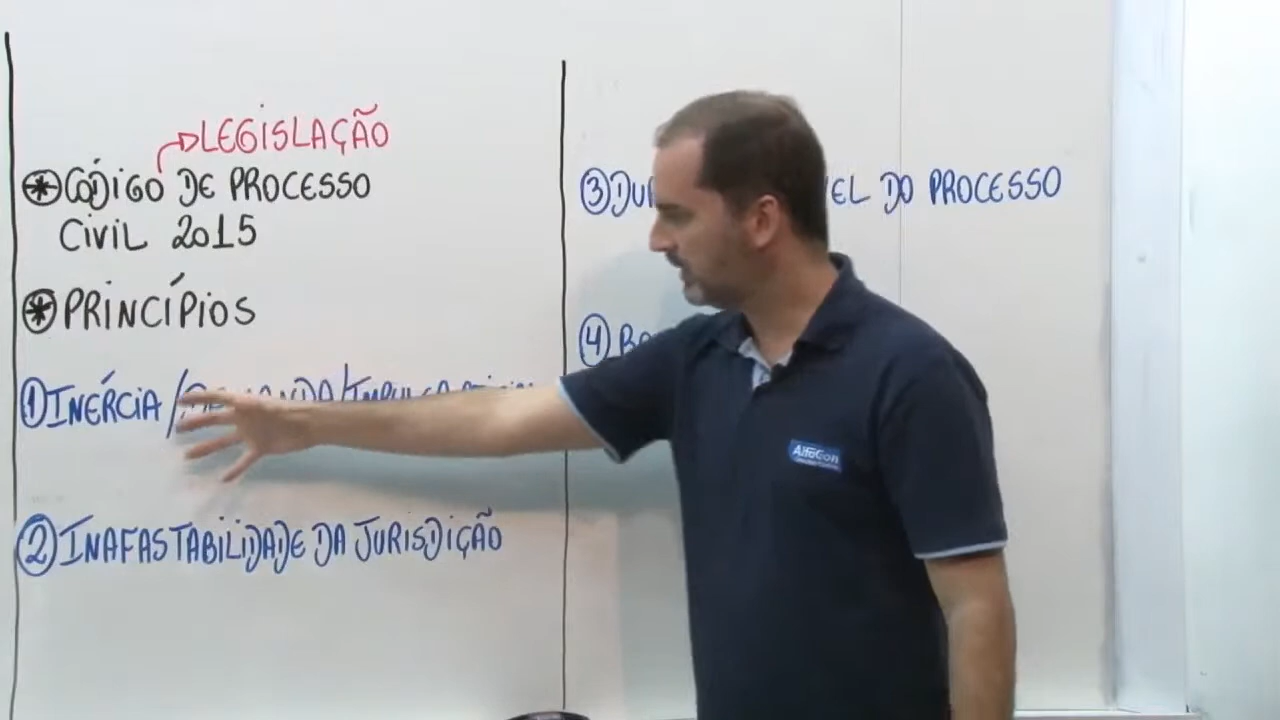 LEGISLAÇÃO
* CÓDIGO DE PROCESSO
CIVIL 2015
* PRINCÍPIOS
1 INÉRCIA /
2 INAFASTABILIDADE DA JURISDIÇÃO
3 DO PROCESSO
4
AlfaCon